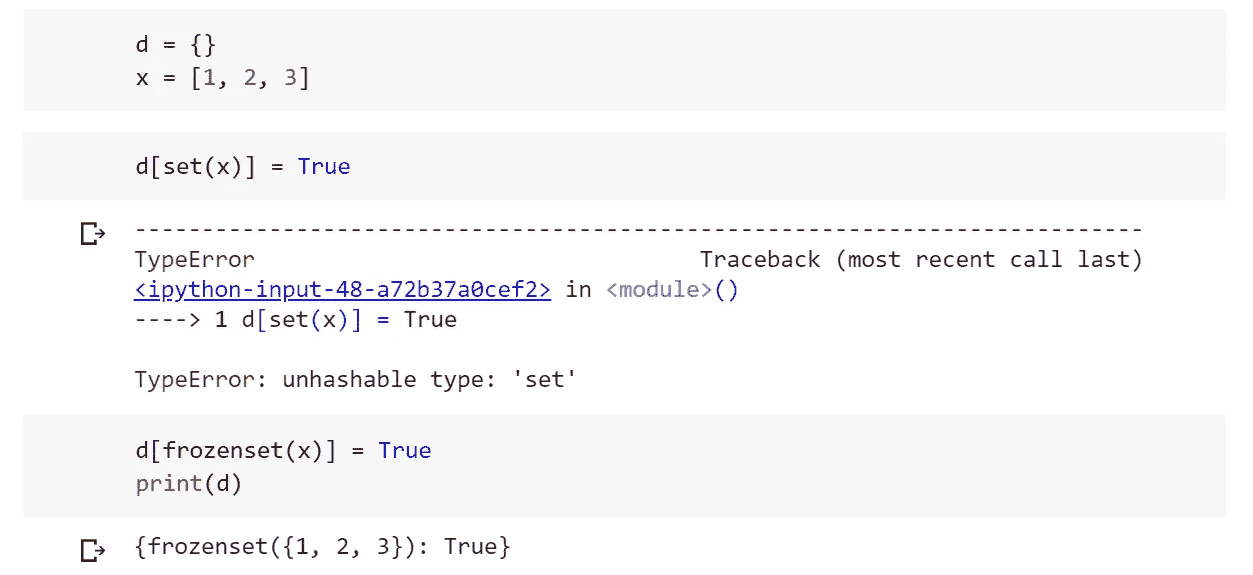 d = {}
x = [1, 2, 3]
d[set(x)] = True
---------------------------------------------------------------------------
TypeError                                 Traceback (most recent call last)
<ipython-input-48-a72b37a0cef2> in <module>()
----> 1 d[set(x)] = True
TypeError: unhashable type: 'set'
d[frozenset(x)] = True
print(d)
{frozenset({1, 2, 3}): True}